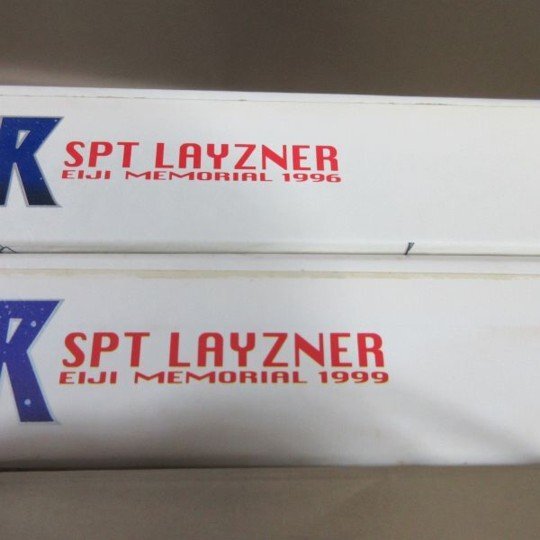 R SPT LAYZNER
EIJI MEMORIAL 1996
R SPT LAYZNER
EIJI MEMORIAL 1999